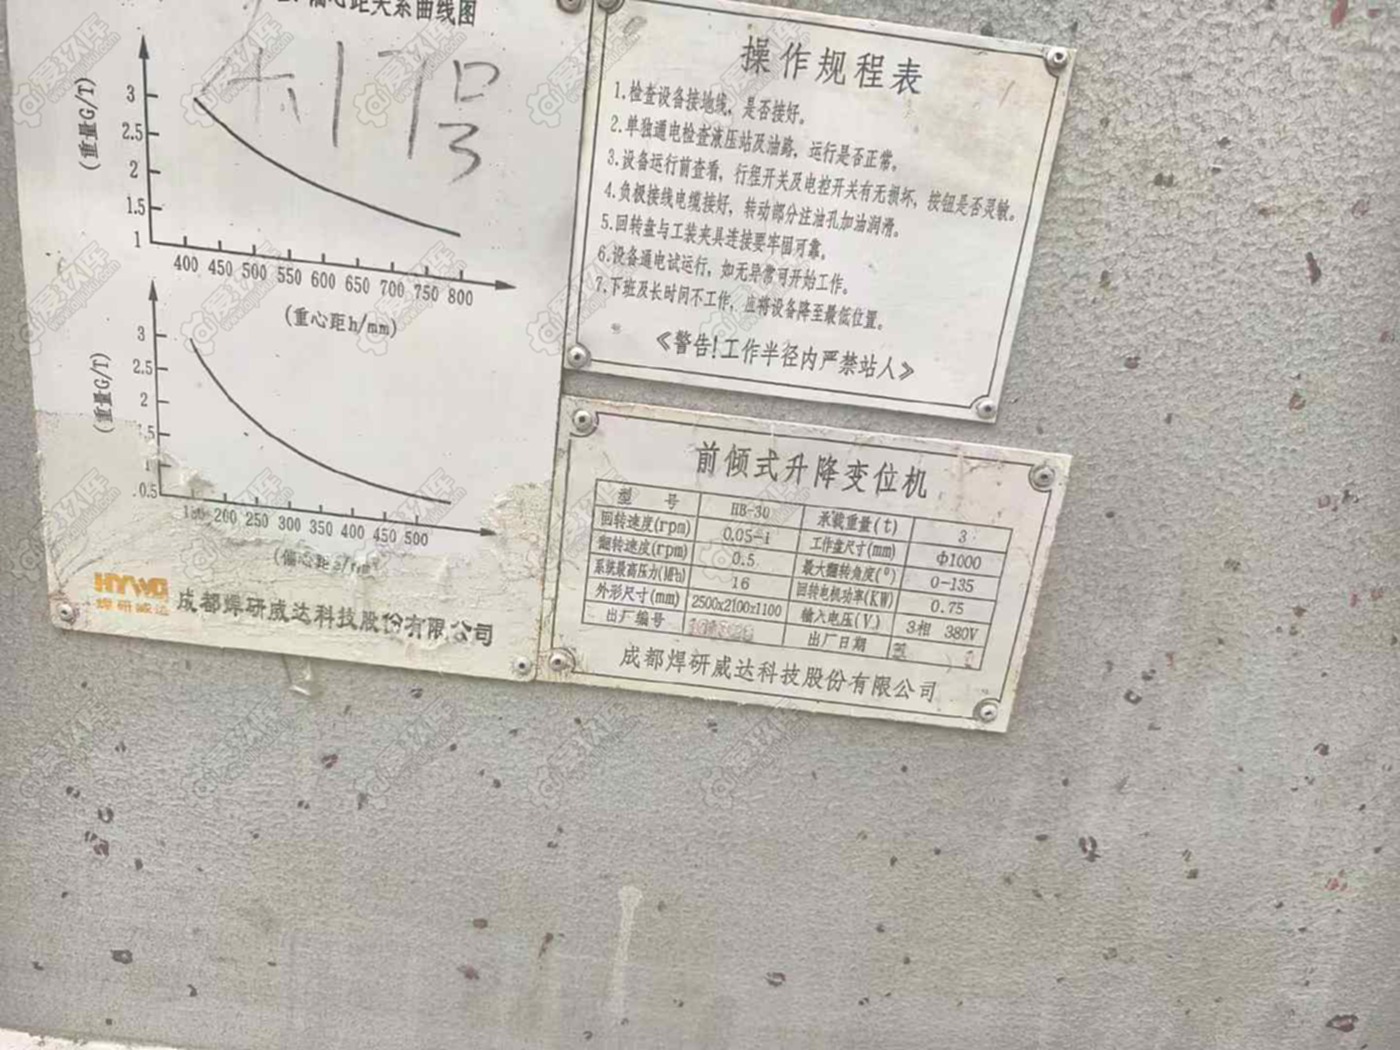 偏心距关系曲线图
(重量G/T)
3
2.5
2
1.5
1
400 450 500 550 600 650 700 750 800
(重心距h/mm)
(重量G/T)
3
2.5
2
1
.0.5
200 250 300 350 400 450 500
HYWD
焊研威达
成都焊研威达科技股份有限公司
操作规程表
1.检查设备接地线，是否接好。
2.单独通电检查液压站及油路，运行是否正常。
3.设备运行前查看，行程开关及电控开关有无损坏，按钮是否灵敏。
4.负极接线电缆接好，转动部分注油孔加油润滑。
5.回转盘与工装夹具连接要牢固可靠。
6.设备通电试运行，如无异常可开始工作。
7.下班及长时间不工作，应将设备降至最低位置。
《警告!工作半径内严禁站人》
前倾式升降变位机
型 号 HB-30 承载重量(t) 3
回转速度(rpm) 0.05-1 工作盘尺寸(mm) Φ1000
翻转速度(rpm) 0.5 最大翻转角度(°) 0-135
系统最高压力(MPa) 16 回转电机功率(KW) 0.75
外形尺寸(mm) 2500x2100x1100 输入电压(V) 3相 380V
出厂编号 出厂日期
成都焊研威达科技股份有限公司